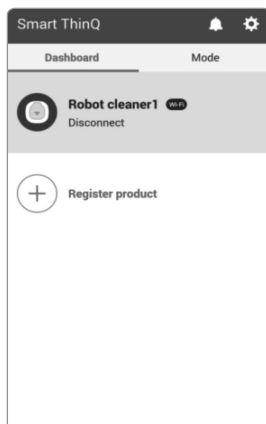 Smart ThinQ
Dashboard Mode
Robot cleaner1 Wi-Fi
Disconnect
Register product